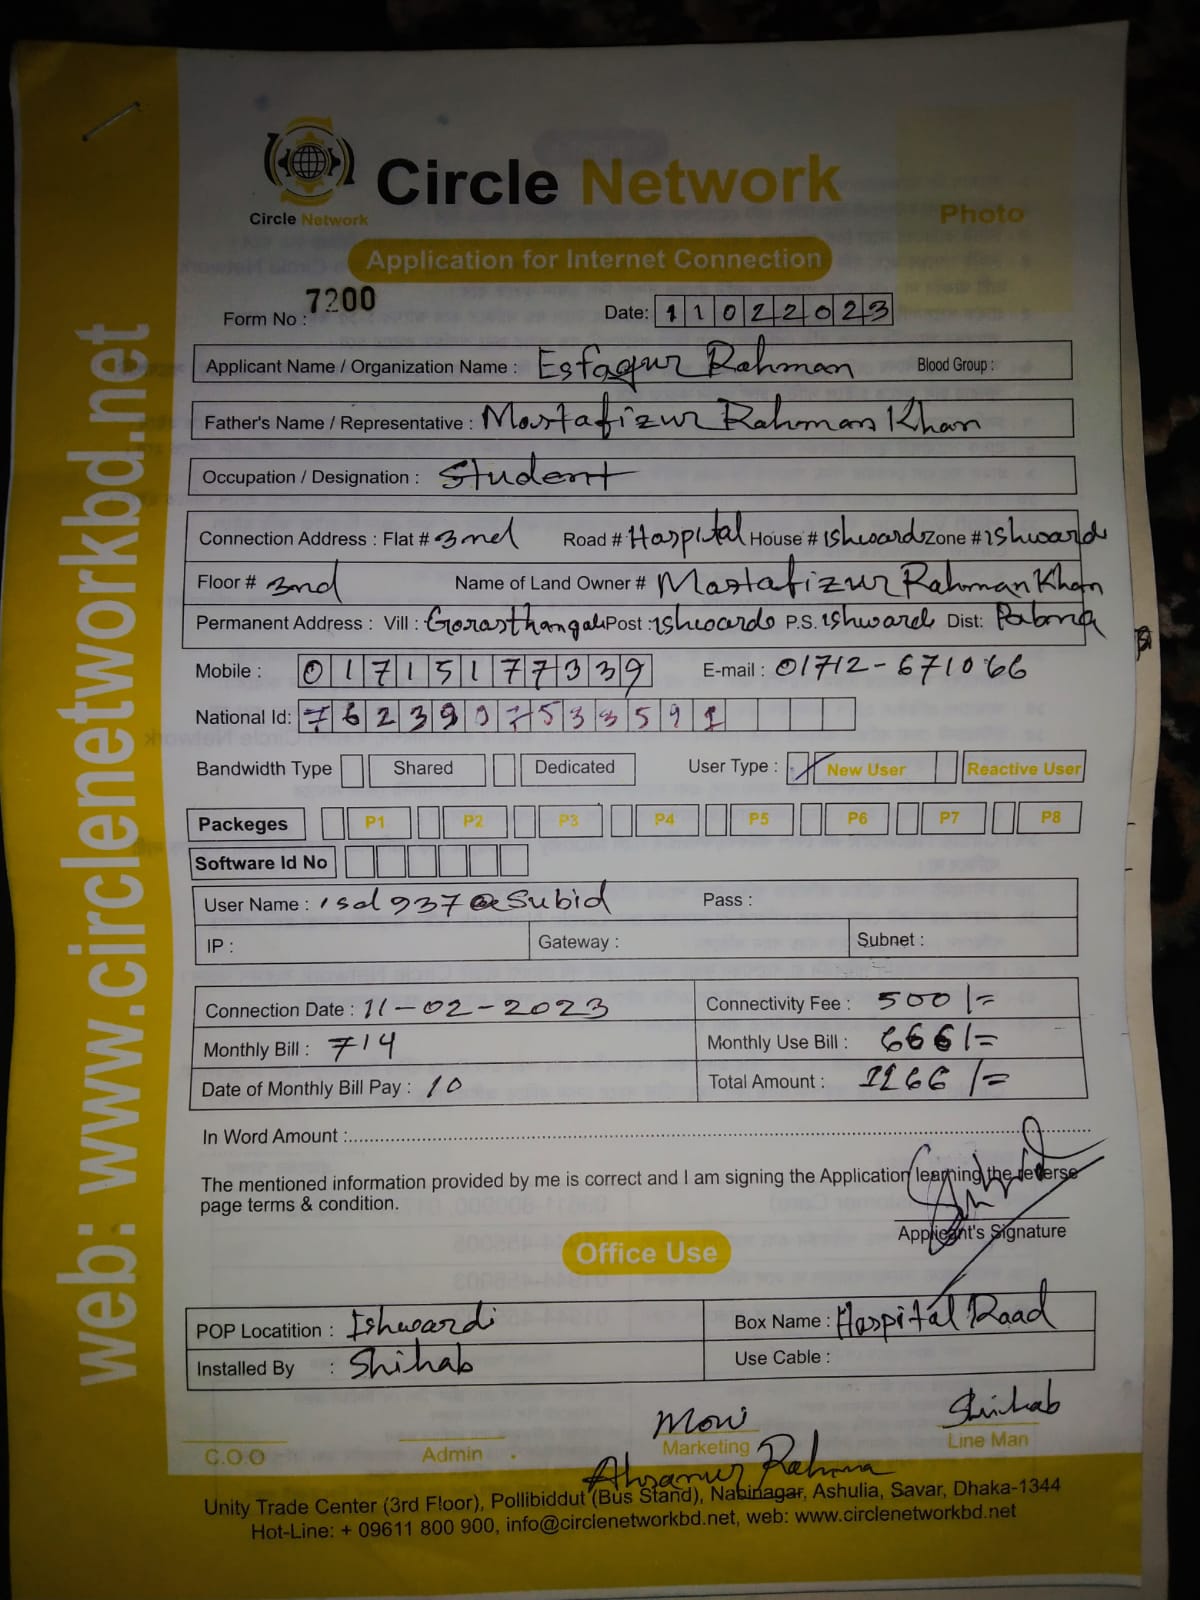 web: www.circlenetworkbd.net
Circle Network
Circle Network
Photo
Application for Internet Connection
Form No : 7200
Date: 11022023
Applicant Name / Organization Name : Esfaqur Rahman Blood Group :
Father's Name / Representative : Mostafizur Rahman Khan
Occupation / Designation : Student
Connection Address : Flat # 3nd Road # Hospital House # ishwardi Zone # ishwardi
Floor # 3nd Name of Land Owner # Mostafizur Rahman Khan
Permanent Address : Vill : Post : ishwardi P.S. ishwardi Dist: Pabna
Mobile : 01715177339 E-mail : 01712-671066
National Id:
Bandwidth Type Shared Dedicated User Type : New User Reactive User
Packeges P1 P2 P3 P4 P5 P6 P7 P8
Software Id No
User Name : isd937@Subid Pass :
IP : Gateway : Subnet :
Connection Date : 11-02-2023 Connectivity Fee : 500/=
Monthly Bill : 714 Monthly Use Bill : 666/=
Date of Monthly Bill Pay : 10 Total Amount : 1166/=
In Word Amount :
The mentioned information provided by me is correct and I am signing the Application learning the reverse
page terms & condition.
Applicant's Signature
Office Use
POP Locatition : Ishwardi Box Name : Hospital Road
Installed By : Shihab Use Cable :
Shihab
C.O.O Admin Marketing Line Man
Unity Trade Center (3rd Floor), Pollibiddut (Bus Stand), Nabinagar, Ashulia, Savar, Dhaka-1344
Hot-Line: + 09611 800 900, info@circlenetworkbd.net, web: www.circlenetworkbd.net